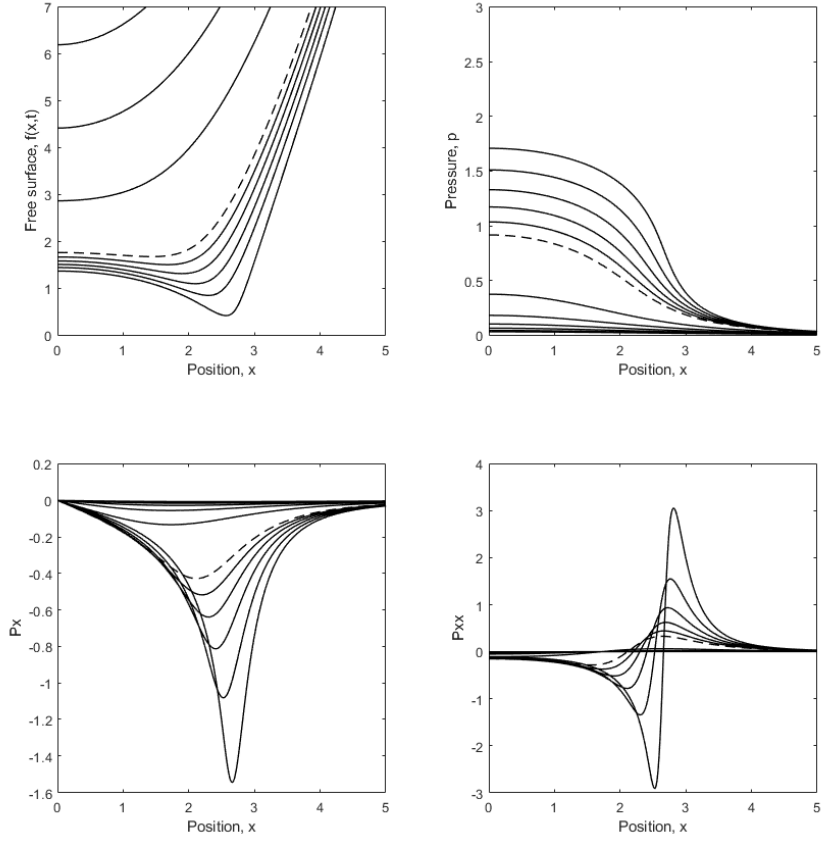 7
6
5
4
3
2
1
0
0 1 2 3 4 5
Position, x
Free surface, f(x,t)
3
2.5
2
1.5
1
0.5
0
0 1 2 3 4 5
Position, x
Pressure, p
0.2
0
-0.2
-0.4
-0.6
-0.8
-1
-1.2
-1.4
-1.6
0 1 2 3 4 5
Position, x
Px
4
3
2
1
0
-1
-2
-3
0 1 2 3 4 5
Position, x
Pxx